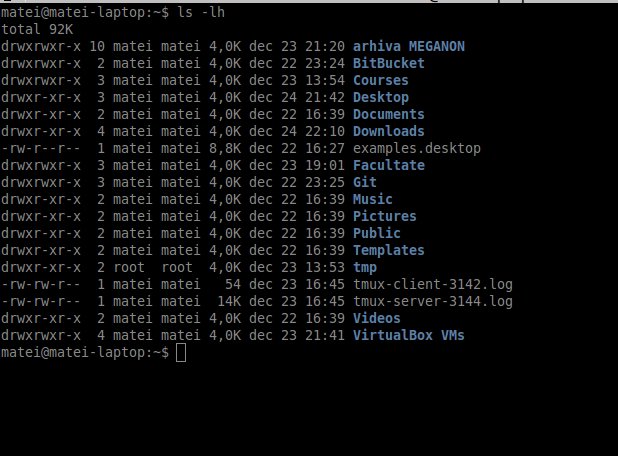 matei@matei-laptop:~$ ls -lh
total 92K
drwxrwxr-x 10 matei matei 4,0K dec 23 21:20 arhiva MEGANON
drwxrwxr-x  2 matei matei 4,0K dec 22 23:24 BitBucket
drwxrwxr-x  3 matei matei 4,0K dec 23 13:54 Courses
drwxr-xr-x  3 matei matei 4,0K dec 24 21:42 Desktop
drwxr-xr-x  2 matei matei 4,0K dec 22 16:39 Documents
drwxr-xr-x  4 matei matei 4,0K dec 24 22:10 Downloads
-rw-r--r--  1 matei matei 8,8K dec 22 16:27 examples.desktop
drwxrwxr-x  3 matei matei 4,0K dec 23 19:01 Facultate
drwxrwxr-x  3 matei matei 4,0K dec 22 23:25 Git
drwxr-xr-x  2 matei matei 4,0K dec 22 16:39 Music
drwxr-xr-x  2 matei matei 4,0K dec 22 16:39 Pictures
drwxr-xr-x  2 matei matei 4,0K dec 22 16:39 Public
drwxr-xr-x  2 matei matei 4,0K dec 22 16:39 Templates
drwxr-xr-x  2 root  root  4,0K dec 23 13:53 tmp
-rw-rw-r--  1 matei matei   54 dec 23 16:45 tmux-client-3142.log
-rw-rw-r--  1 matei matei  14K dec 23 16:45 tmux-server-3144.log
drwxr-xr-x  2 matei matei 4,0K dec 22 16:39 Videos
drwxrwxr-x  4 matei matei 4,0K dec 23 21:41 VirtualBox VMs
matei@matei-laptop:~$